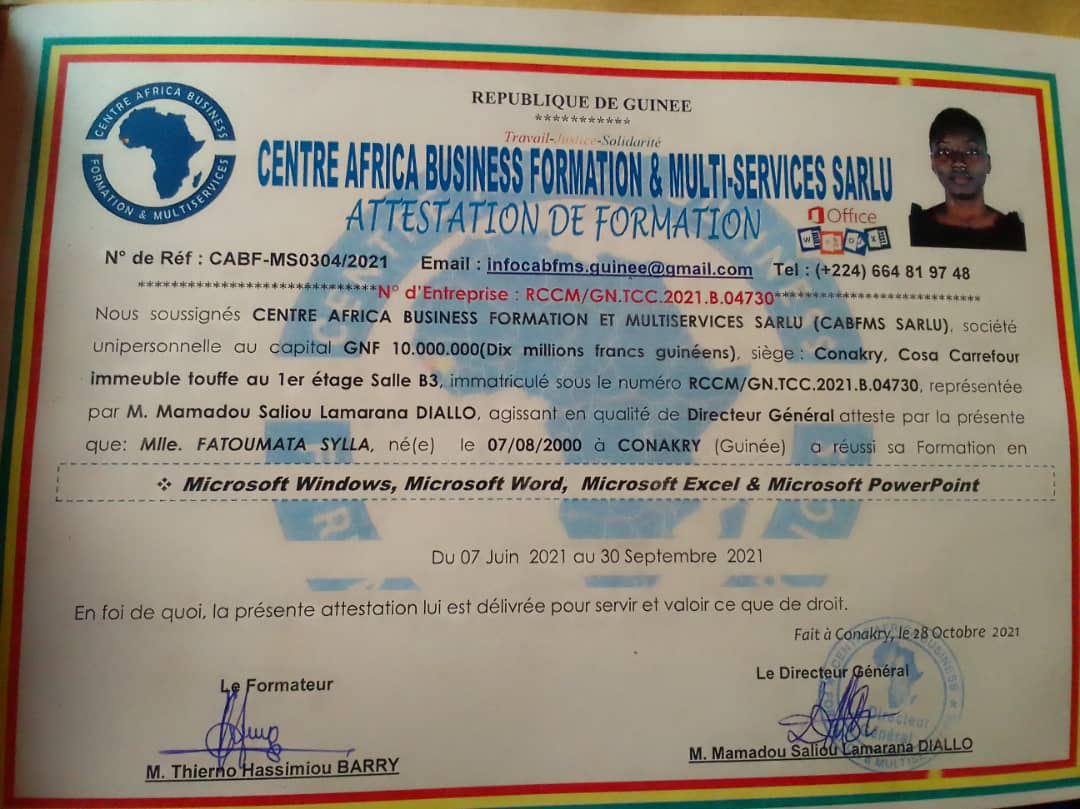 CENTRE AFRICA BUSINESS
FORMATION & MULTISERVICES
REPUBLIQUE DE GUINEE
***********
Travail-Justice-Solidarité
CENTRE AFRICA BUSINESS FORMATION & MULTI-SERVICES SARLU
ATTESTATION DE FORMATION
Office
N° de Réf : CABF-MS0304/2021 Email : infocabfms.guinee@gmail.com Tel : (+224) 664 81 97 48
****************************N° d'Entreprise : RCCM/GN.TCC.2021.B.04730****************************
Nous soussignés CENTRE AFRICA BUSINESS FORMATION ET MULTISERVICES SARLU (CABFMS SARLU), société
unipersonnelle au capital GNF 10.000.000(Dix millions francs guinéens), siège : Conakry, Cosa Carrefour
immeuble touffe au 1er étage Salle B3, immatriculé sous le numéro RCCM/GN.TCC.2021.B.04730, représentée
par M. Mamadou Saliou Lamarana DIALLO, agissant en qualité de Directeur Général atteste par la présente
que: Mlle. FATOUMATA SYLLA, né(e) le 07/08/2000 à CONAKRY (Guinée) a réussi sa Formation en
❖ Microsoft Windows, Microsoft Word, Microsoft Excel & Microsoft PowerPoint
Du 07 Juin 2021 au 30 Septembre 2021
En foi de quoi, la présente attestation lui est délivrée pour servir et valoir ce que de droit.
Fait à Conakry, le 28 Octobre 2021
Le Formateur
Le Directeur Général
Directeur
Général
M. Thierno Hassimiou BARRY
M. Mamadou Saliou Lamarana DIALLO